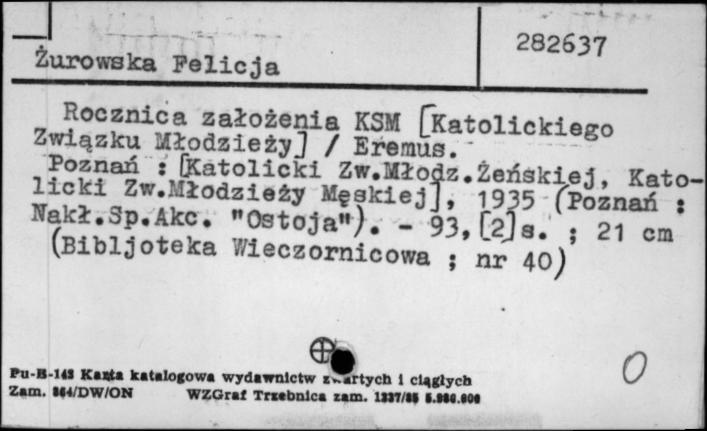 282637
Żurowska Felicja
Rocznica założenia KSM [Katolickiego
Związku Młodzieży] / Eremus.
Poznań : [Katolicki Zw.Młodz.Żeńskiej, Kato-
licki Zw.Młodzieży Męskiej], 1935 (Poznań :
Nakł.Sp.Akc. "Ostoja"). - 93,[2]s. ; 21 cm
(Bibljoteka Wieczornicowa ; nr 40)
Pu-B-143 Karta katalogowa wydawnictw zwartych i ciągłych
Zam. 864/DW/ON WZGraf Trzebnica zam. 1337/85
0